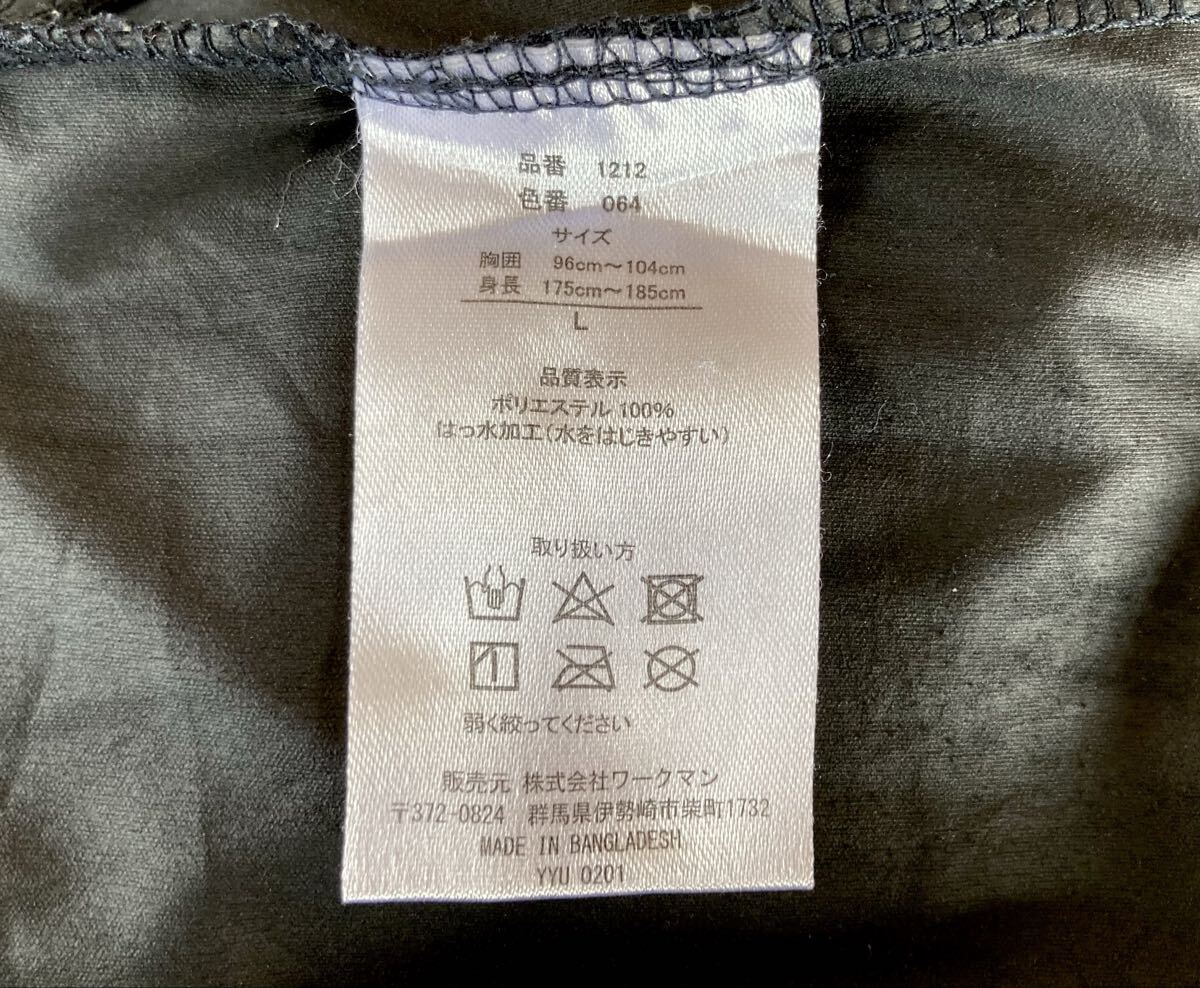 品番 1212
色番 064
サイズ
胸囲 96cm～104cm
身長 175cm～185cm
L
品質表示
ポリエステル 100%
はっ水加工(水をはじきやすい)
取り扱い方
弱く絞ってください
販売元 株式会社ワークマン
〒372-0824 群馬県伊勢崎市柴町1732
MADE IN BANGLADESH
YYU 0201